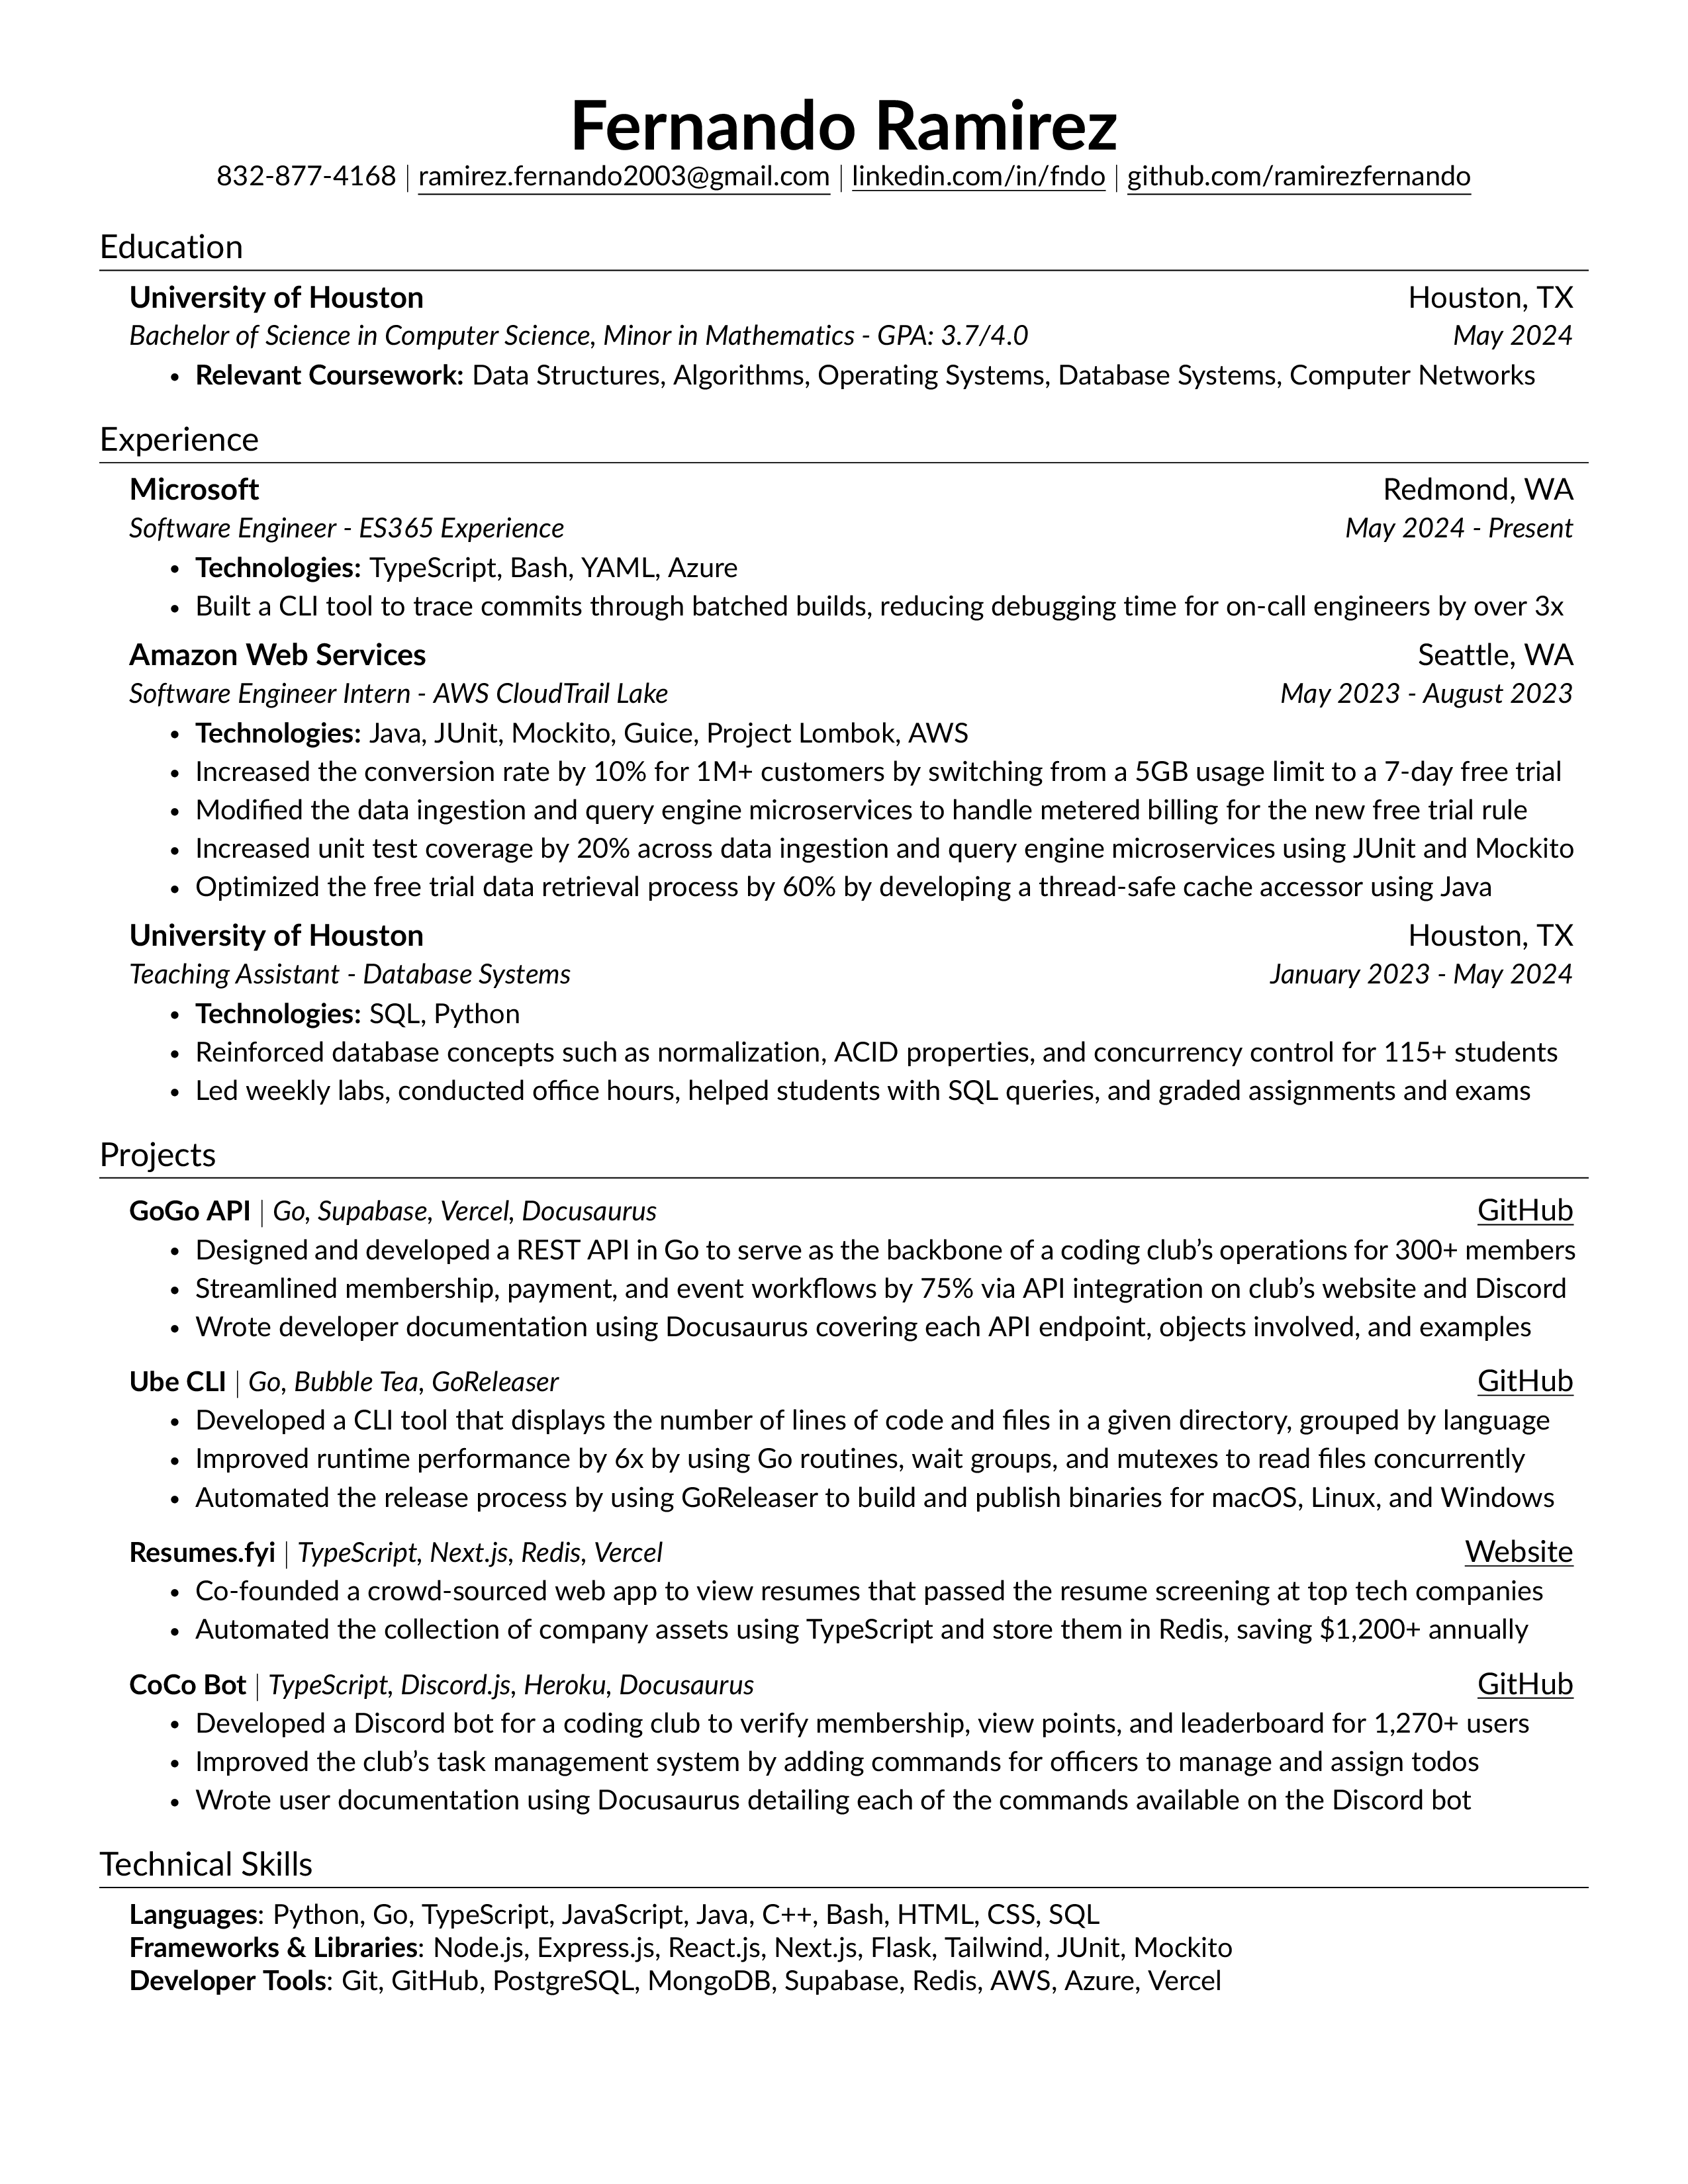 Fernando Ramirez
832-877-4168 | ramirez.fernando2003@gmail.com | linkedin.com/in/fndo | github.com/ramirezfernando
Education
University of Houston Houston, TX
Bachelor of Science in Computer Science, Minor in Mathematics - GPA: 3.7/4.0 May 2024
• Relevant Coursework: Data Structures, Algorithms, Operating Systems, Database Systems, Computer Networks
Experience
Microsoft Redmond, WA
Software Engineer - ES365 Experience May 2024 - Present
• Technologies: TypeScript, Bash, YAML, Azure
• Built a CLI tool to trace commits through batched builds, reducing debugging time for on-call engineers by over 3x
Amazon Web Services Seattle, WA
Software Engineer Intern - AWS CloudTrail Lake May 2023 - August 2023
• Technologies: Java, JUnit, Mockito, Guice, Project Lombok, AWS
• Increased the conversion rate by 10% for 1M+ customers by switching from a 5GB usage limit to a 7-day free trial
• Modified the data ingestion and query engine microservices to handle metered billing for the new free trial rule
• Increased unit test coverage by 20% across data ingestion and query engine microservices using JUnit and Mockito
• Optimized the free trial data retrieval process by 60% by developing a thread-safe cache accessor using Java
University of Houston Houston, TX
Teaching Assistant - Database Systems January 2023 - May 2024
• Technologies: SQL, Python
• Reinforced database concepts such as normalization, ACID properties, and concurrency control for 115+ students
• Led weekly labs, conducted office hours, helped students with SQL queries, and graded assignments and exams
Projects
GoGo API | Go, Supabase, Vercel, Docusaurus GitHub
• Designed and developed a REST API in Go to serve as the backbone of a coding club’s operations for 300+ members
• Streamlined membership, payment, and event workflows by 75% via API integration on club’s website and Discord
• Wrote developer documentation using Docusaurus covering each API endpoint, objects involved, and examples
Ube CLI | Go, Bubble Tea, GoReleaser GitHub
• Developed a CLI tool that displays the number of lines of code and files in a given directory, grouped by language
• Improved runtime performance by 6x by using Go routines, wait groups, and mutexes to read files concurrently
• Automated the release process by using GoReleaser to build and publish binaries for macOS, Linux, and Windows
Resumes.fyi | TypeScript, Next.js, Redis, Vercel Website
• Co-founded a crowd-sourced web app to view resumes that passed the resume screening at top tech companies
• Automated the collection of company assets using TypeScript and store them in Redis, saving $1,200+ annually
CoCo Bot | TypeScript, Discord.js, Heroku, Docusaurus GitHub
• Developed a Discord bot for a coding club to verify membership, view points, and leaderboard for 1,270+ users
• Improved the club’s task management system by adding commands for officers to manage and assign todos
• Wrote user documentation using Docusaurus detailing each of the commands available on the Discord bot
Technical Skills
Languages: Python, Go, TypeScript, JavaScript, Java, C++, Bash, HTML, CSS, SQL
Frameworks & Libraries: Node.js, Express.js, React.js, Next.js, Flask, Tailwind, JUnit, Mockito
Developer Tools: Git, GitHub, PostgreSQL, MongoDB, Supabase, Redis, AWS, Azure, Vercel